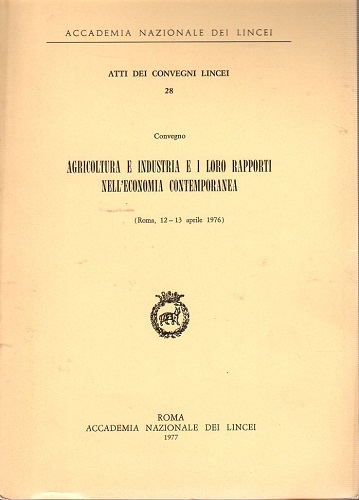 ACCADEMIA NAZIONALE DEI LINCEI
ATTI DEI CONVEGNI LINCEI
28
Convegno
AGRICOLTURA E INDUSTRIA E I LORO RAPPORTI
NELL'ECONOMIA CONTEMPORANEA
(Roma, 12-13 aprile 1976)
ROMA
ACCADEMIA NAZIONALE DEI LINCEI
1977